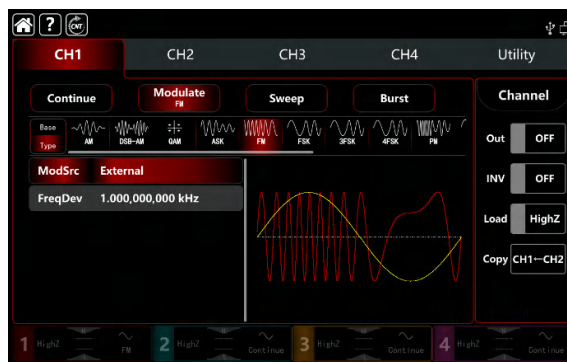 ? CNT
CH1 CH2 CH3 CH4 Utility
Continue Modulate FM Sweep Burst Channel
Base Type AM DSB-AM QAM ASK FM FSK 3FSK 4FSK PM
Out OFF
ModSrc External
INV OFF
FreqDev 1.000,000,000 kHz
Load HighZ
Copy CH1←CH2
1 HighZ FM 2 HighZ Continue 3 HighZ Continue 4 HighZ Continue